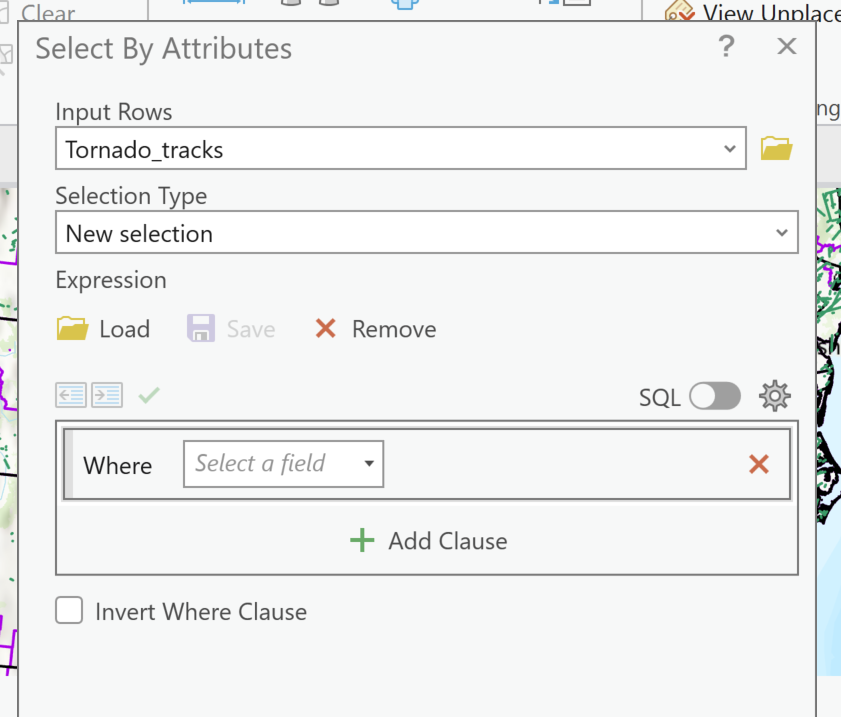 Clear
View Unplace
Select By Attributes
?
ng
Input Rows
Tornado_tracks
Selection Type
New selection
Expression
Load Save Remove
SQL
Where Select a field
Add Clause
Invert Where Clause